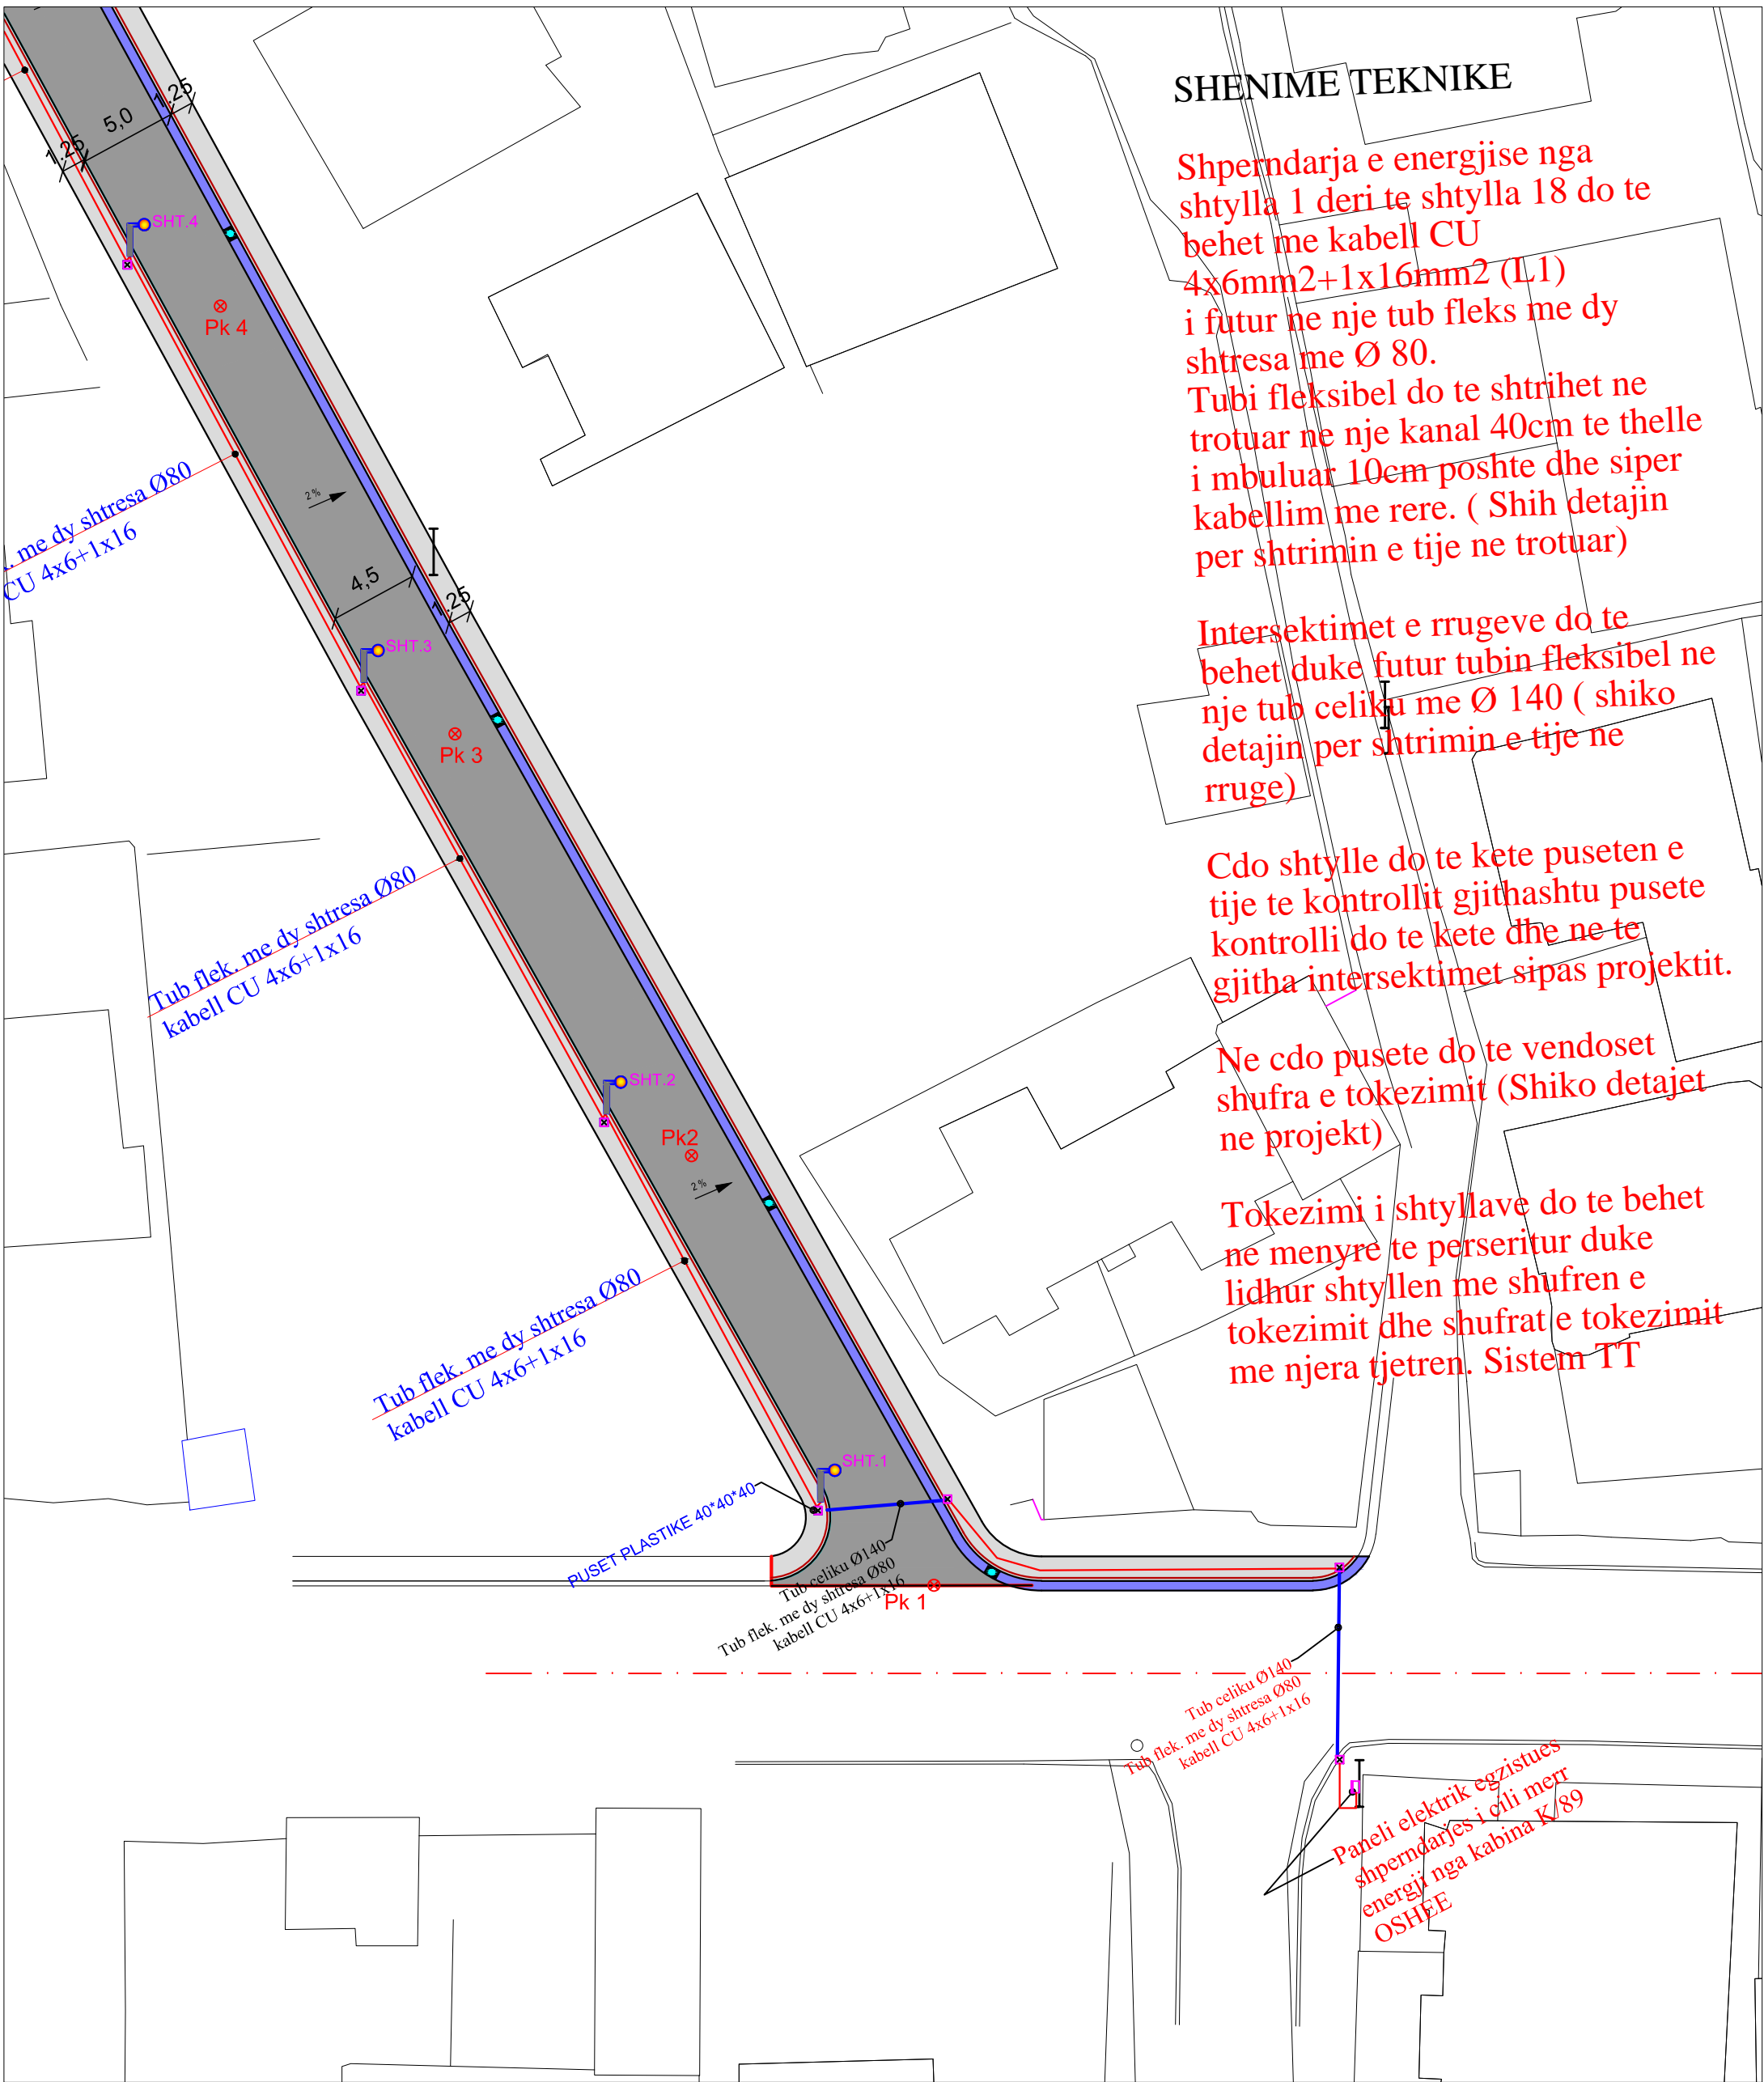 SHENIME TEKNIKE
Shperndarja e energjise nga
shtylla 1 deri te shtylla 18 do te
behet me kabell CU
4x6mm2+1x16mm2 (L1)
i futur ne nje tub fleks me dy
shtresa me Ø 80.
Tubi fleksibel do te shtrihet ne
trotuar ne nje kanal 40cm te thelle
i mbuluar 10cm poshte dhe siper
kabellim me rere. ( Shih detajin
per shtrimin e tije ne trotuar)
Intersektimet e rrugeve do te
behet duke futur tubin fleksibel ne
nje tub celiku me Ø 140 ( shiko
detajin per shtrimin e tije ne
rruge)
Cdo shtylle do te kete puseten e
tije te kontrollit gjithashtu pusete
kontrolli do te kete dhe ne te
gjitha intersektimet sipas projektit.
Ne cdo pusete do te vendoset
shufra e tokezimit (Shiko detajet
ne projekt)
Tokezimi i shtyllave do te behet
ne menyre te perseritur duke
lidhur shtyllen me shufren e
tokezimit dhe shufrat e tokezimit
me njera tjetren. Sistem TT
1.25
5,0
1.25
SHT.4
Pk 4
. me dy shtresa Ø80
CU 4x6+1x16
2%
4,5
1.25
SHT.3
Pk 3
Tub flek. me dy shtresa Ø80
kabell CU 4x6+1x16
SHT.2
Pk2
2%
Tub flek. me dy shtresa Ø80
kabell CU 4x6+1x16
SHT.1
PUSET PLASTIKE 40*40*40
Tub celiku Ø140
Tub flek. me dy shtresa Ø80
kabell CU 4x6+1x16
Pk 1
Tub celiku Ø140
Tub flek. me dy shtresa Ø80
kabell CU 4x6+1x16
Paneli elektrik egzistues
shperndarjes i cili merr
energji nga kabina K/89
OSHEE